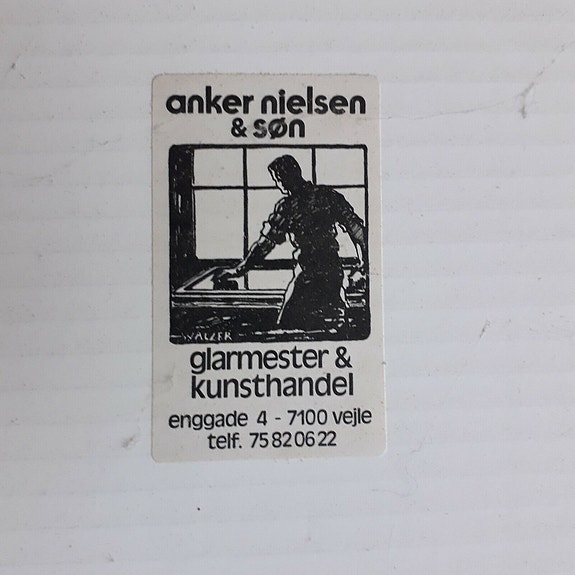 anker nielsen
& søn
WALZER
glarmester &
kunsthandel
enggade 4 - 7100 vejle
telf. 75 82 06 22